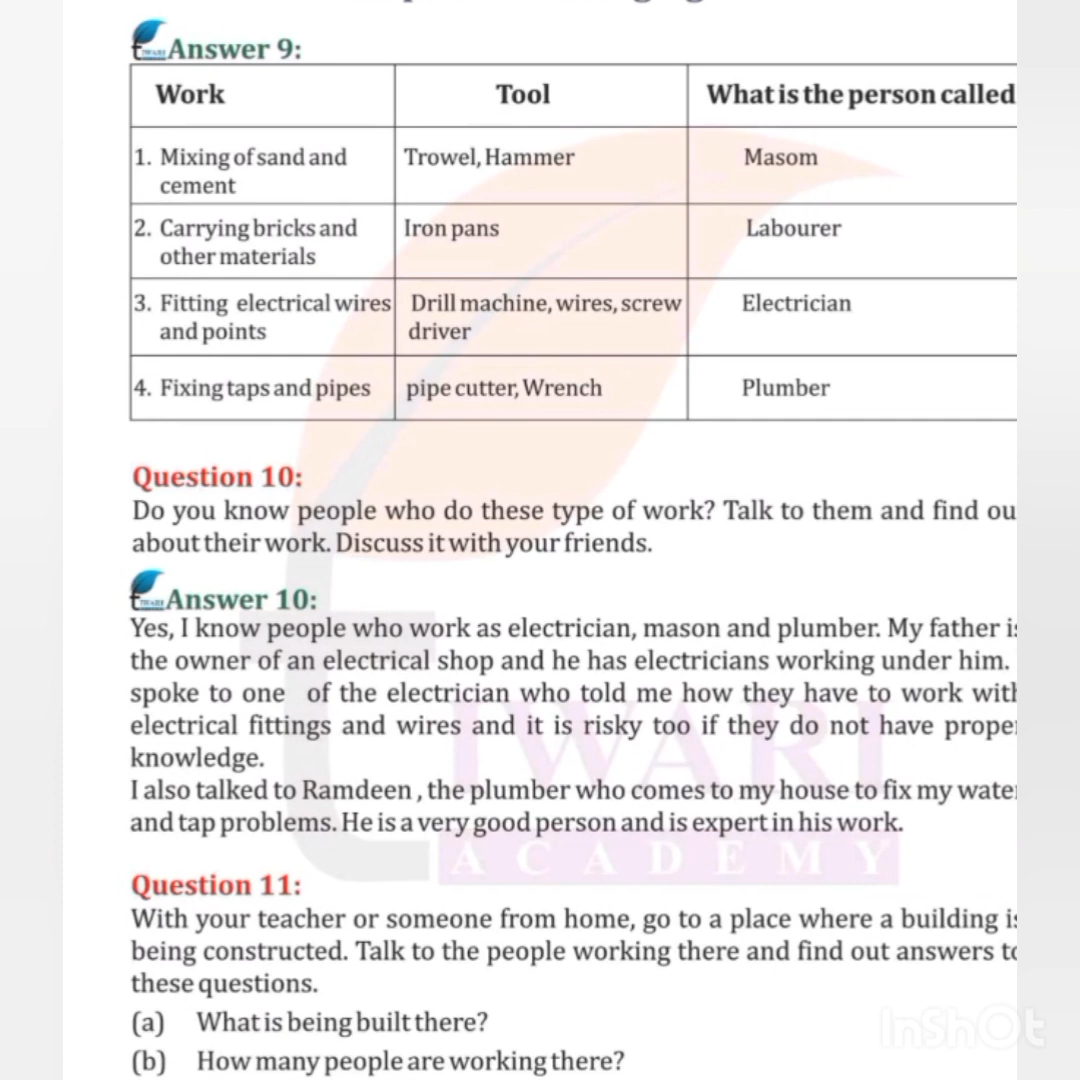 Answer 9:
Work Tool What is the person called
1. Mixing of sand and Trowel, Hammer Masom
cement
2. Carrying bricks and Iron pans Labourer
other materials
3. Fitting electrical wires Drill machine, wires, screw Electrician
and points driver
4. Fixing taps and pipes pipe cutter, Wrench Plumber
Question 10:
Do you know people who do these type of work? Talk to them and find ou
about their work. Discuss it with your friends.
Answer 10:
Yes, I know people who work as electrician, mason and plumber. My father is
the owner of an electrical shop and he has electricians working under him.
spoke to one of the electrician who told me how they have to work with
electrical fittings and wires and it is risky too if they do not have proper
knowledge.
I also talked to Ramdeen , the plumber who comes to my house to fix my water
and tap problems. He is a very good person and is expert in his work.
TIWARI
ACADEMY
Question 11:
With your teacher or someone from home, go to a place where a building is
being constructed. Talk to the people working there and find out answers to
these questions.
(a) What is being built there?
(b) How many people are working there?
InShOt